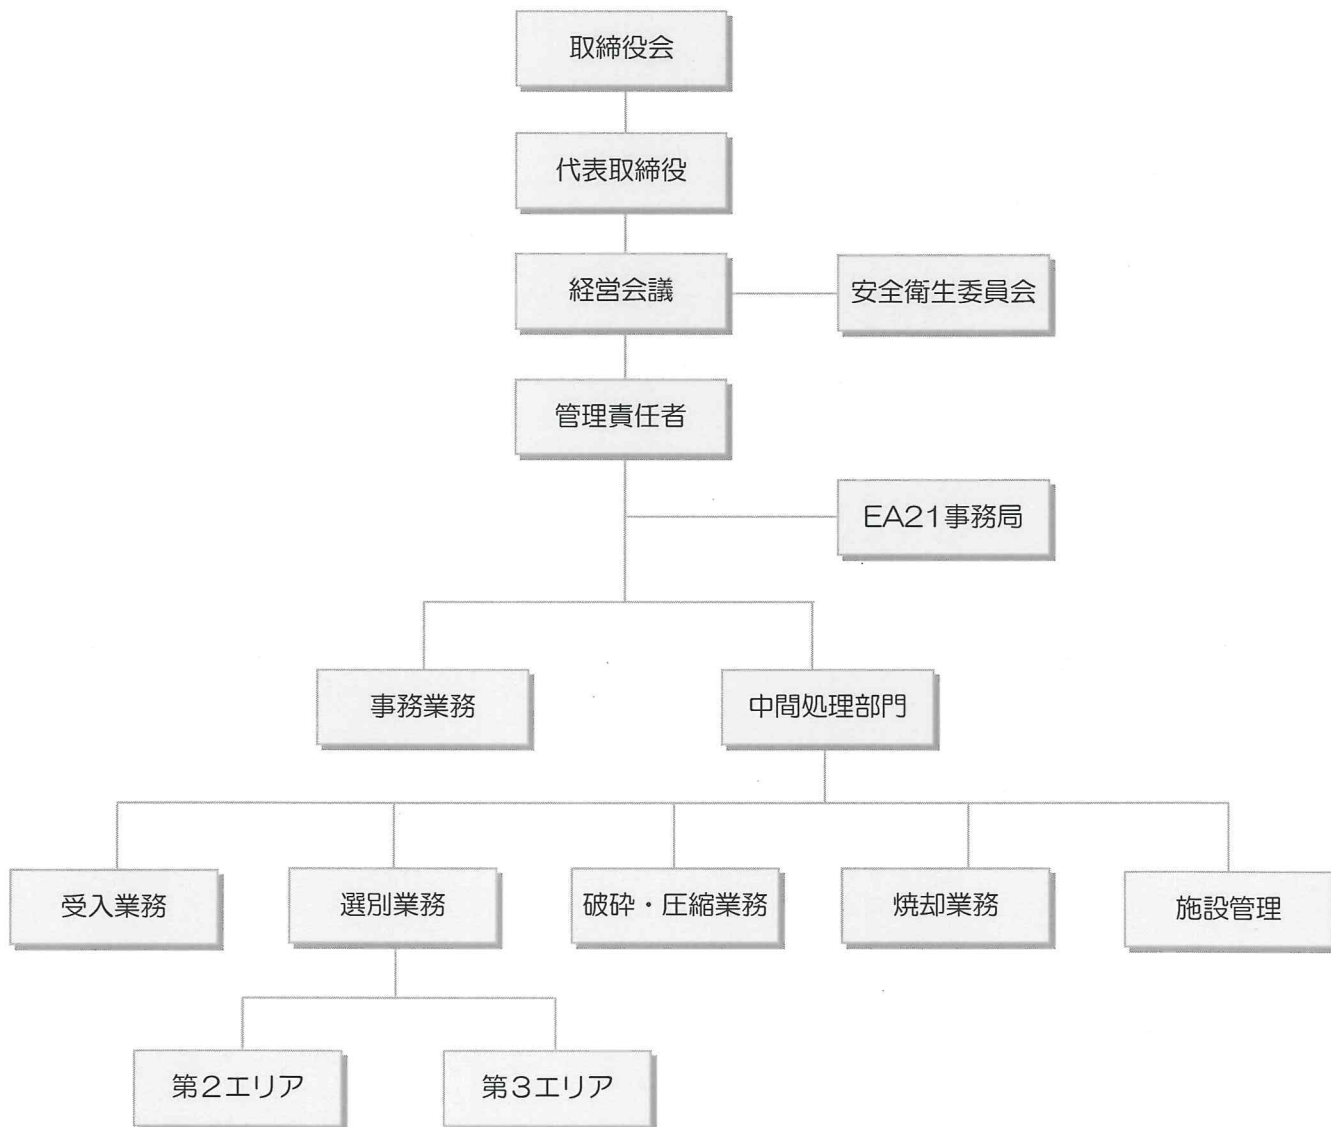 取締役会
代表取締役
経営会議
安全衛生委員会
管理責任者
EA21事務局
事務業務
中間処理部門
受入業務
選別業務
破砕・圧縮業務
焼却業務
施設管理
第2エリア
第3エリア